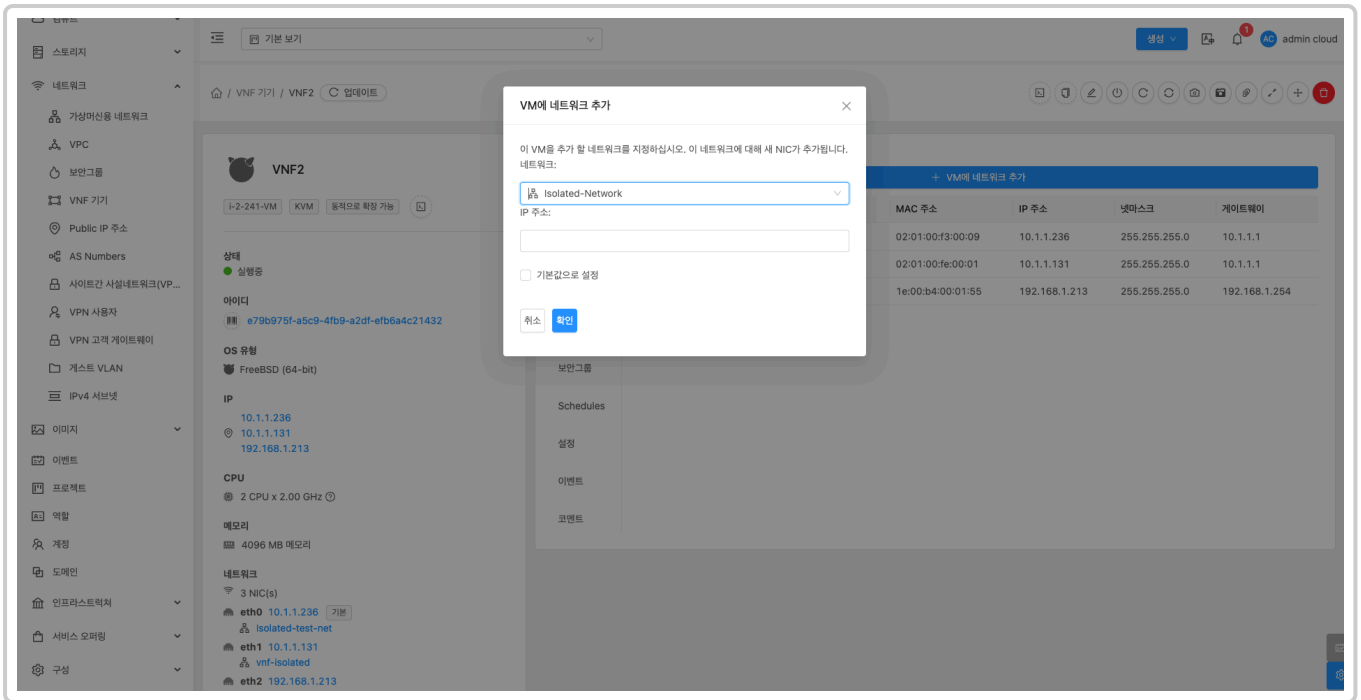 컴퓨트
스토리지
네트워크
가상머신용 네트워크
VPC
보안그룹
VNF 기기
Public IP 주소
AS Numbers
사이트간 사설네트워크(VP...
VPN 사용자
VPN 고객 게이트웨이
게스트 VLAN
IPv4 서브넷
이미지
이벤트
프로젝트
역할
계정
도메인
인프라스트럭쳐
서비스 오퍼링
구성
기본 보기
생성
1
AC admin cloud
/ VNF 기기 / VNF2 업데이트
VNF2
i-2-241-VM KVM 동적으로 확장 가능
상태
실행중
아이디
e79b975f-a5c9-4fb9-a2df-efb6a4c21432
OS 유형
FreeBSD (64-bit)
IP
10.1.1.236
10.1.1.131
192.168.1.213
CPU
2 CPU x 2.00 GHz
메모리
4096 MB 메모리
네트워크
3 NIC(s)
eth0 10.1.1.236 기본
Isolated-test-net
eth1 10.1.1.131
vnf-isolated
eth2 192.168.1.213
VM에 네트워크 추가
이 VM을 추가 할 네트워크를 지정하십시오. 이 네트워크에 대해 새 NIC가 추가됩니다.
네트워크:
Isolated-Network
IP 주소:
기본값으로 설정
취소 확인
+ VM에 네트워크 추가
MAC 주소 IP 주소 넷마스크 게이트웨이
02:01:00:f3:00:09 10.1.1.236 255.255.255.0 10.1.1.1
02:01:00:fe:00:01 10.1.1.131 255.255.255.0 10.1.1.1
1e:00:b4:00:01:55 192.168.1.213 255.255.255.0 192.168.1.254
보안그룹
Schedules
설정
이벤트
코멘트